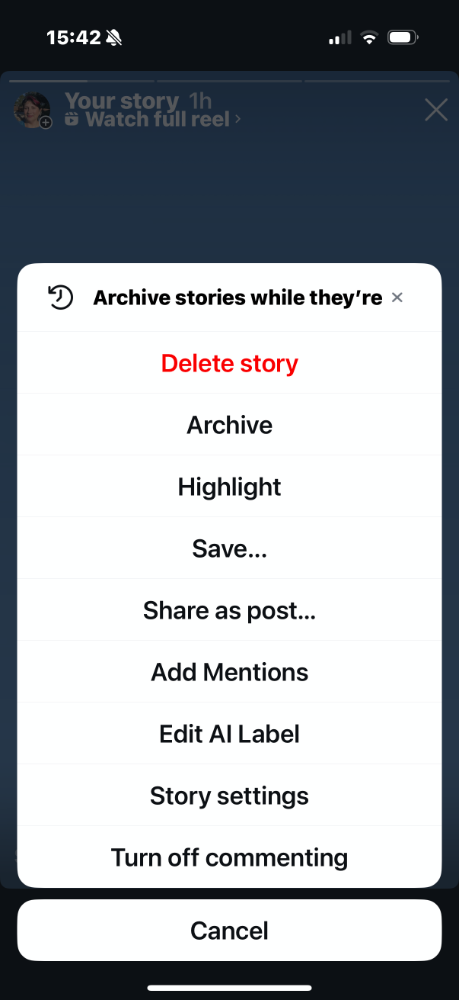 15:42
Your story 1h
Watch full reel
Archive stories while they're
Delete story
Archive
Highlight
Save...
Share as post...
Add Mentions
Edit AI Label
Story settings
Turn off commenting
Cancel